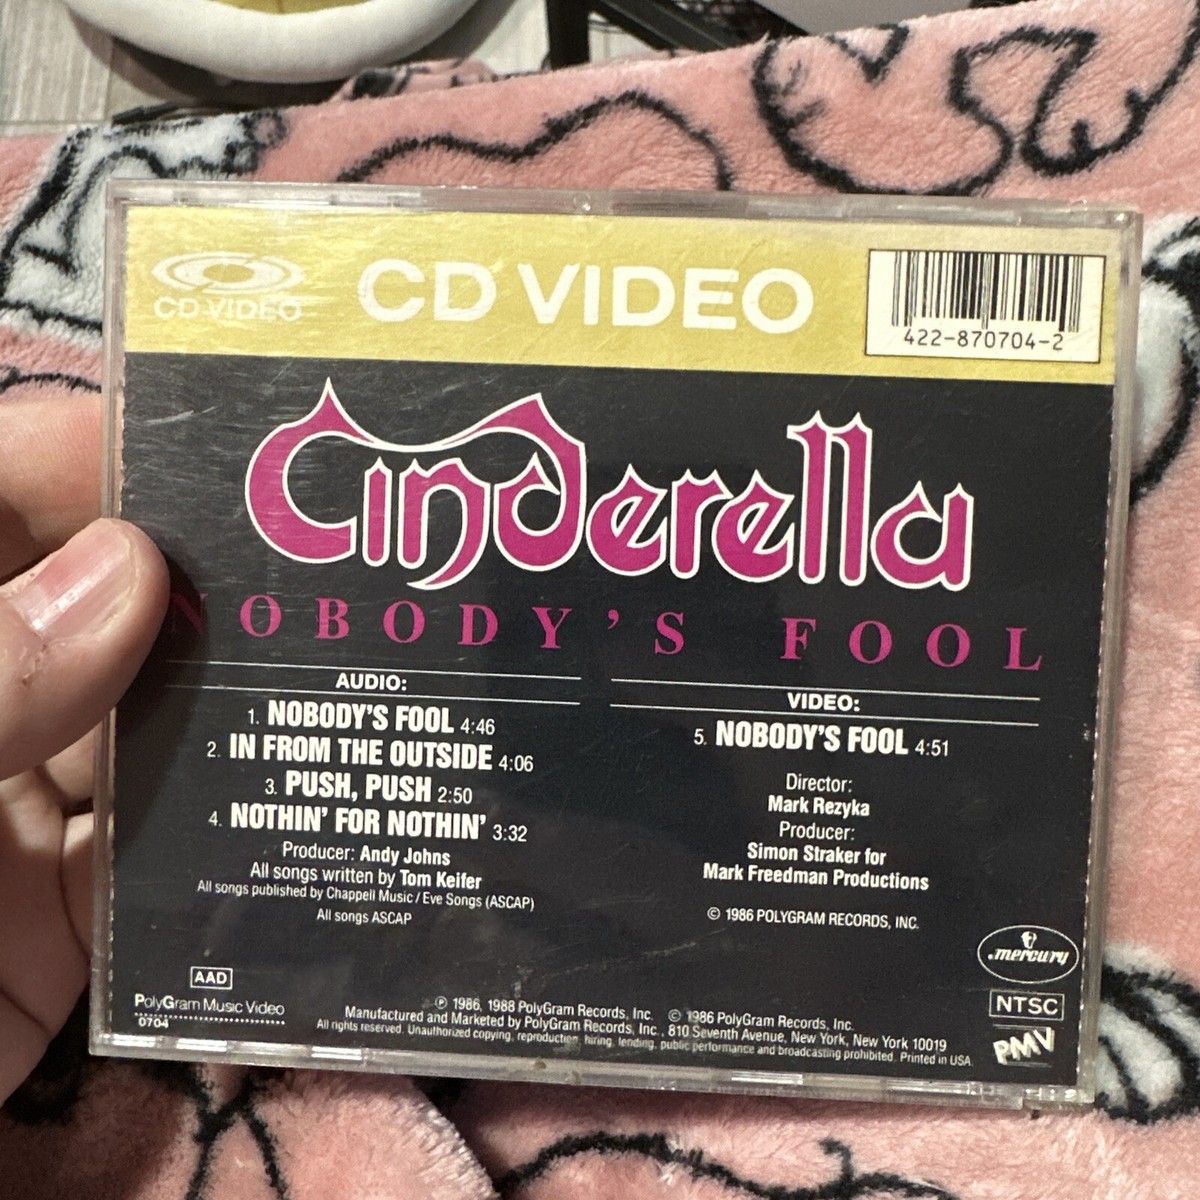 CD VIDEO
CD VIDEO
422-870704-2
Cinderella
NOBODY'S FOOL
AUDIO:
1. NOBODY'S FOOL 4:46
2. IN FROM THE OUTSIDE 4:06
3. PUSH, PUSH 2:50
4. NOTHIN' FOR NOTHIN' 3:32
Producer: Andy Johns
All songs written by Tom Keifer
All songs published by Chappell Music / Eve Songs (ASCAP)
All songs ASCAP
VIDEO:
5. NOBODY'S FOOL 4:51
Director:
Mark Rezyka
Producer:
Simon Straker for
Mark Freedman Productions
© 1986 POLYGRAM RECORDS, INC.
mercury
NTSC
PMV
AAD
PolyGram Music Video
0704
℗ 1986, 1988 PolyGram Records, Inc. © 1986 PolyGram Records, Inc.
Manufactured and Marketed by PolyGram Records, Inc., 810 Seventh Avenue, New York, New York 10019
All rights reserved. Unauthorized copying, reproduction, hiring, lending, public performance and broadcasting prohibited. Printed in USA.